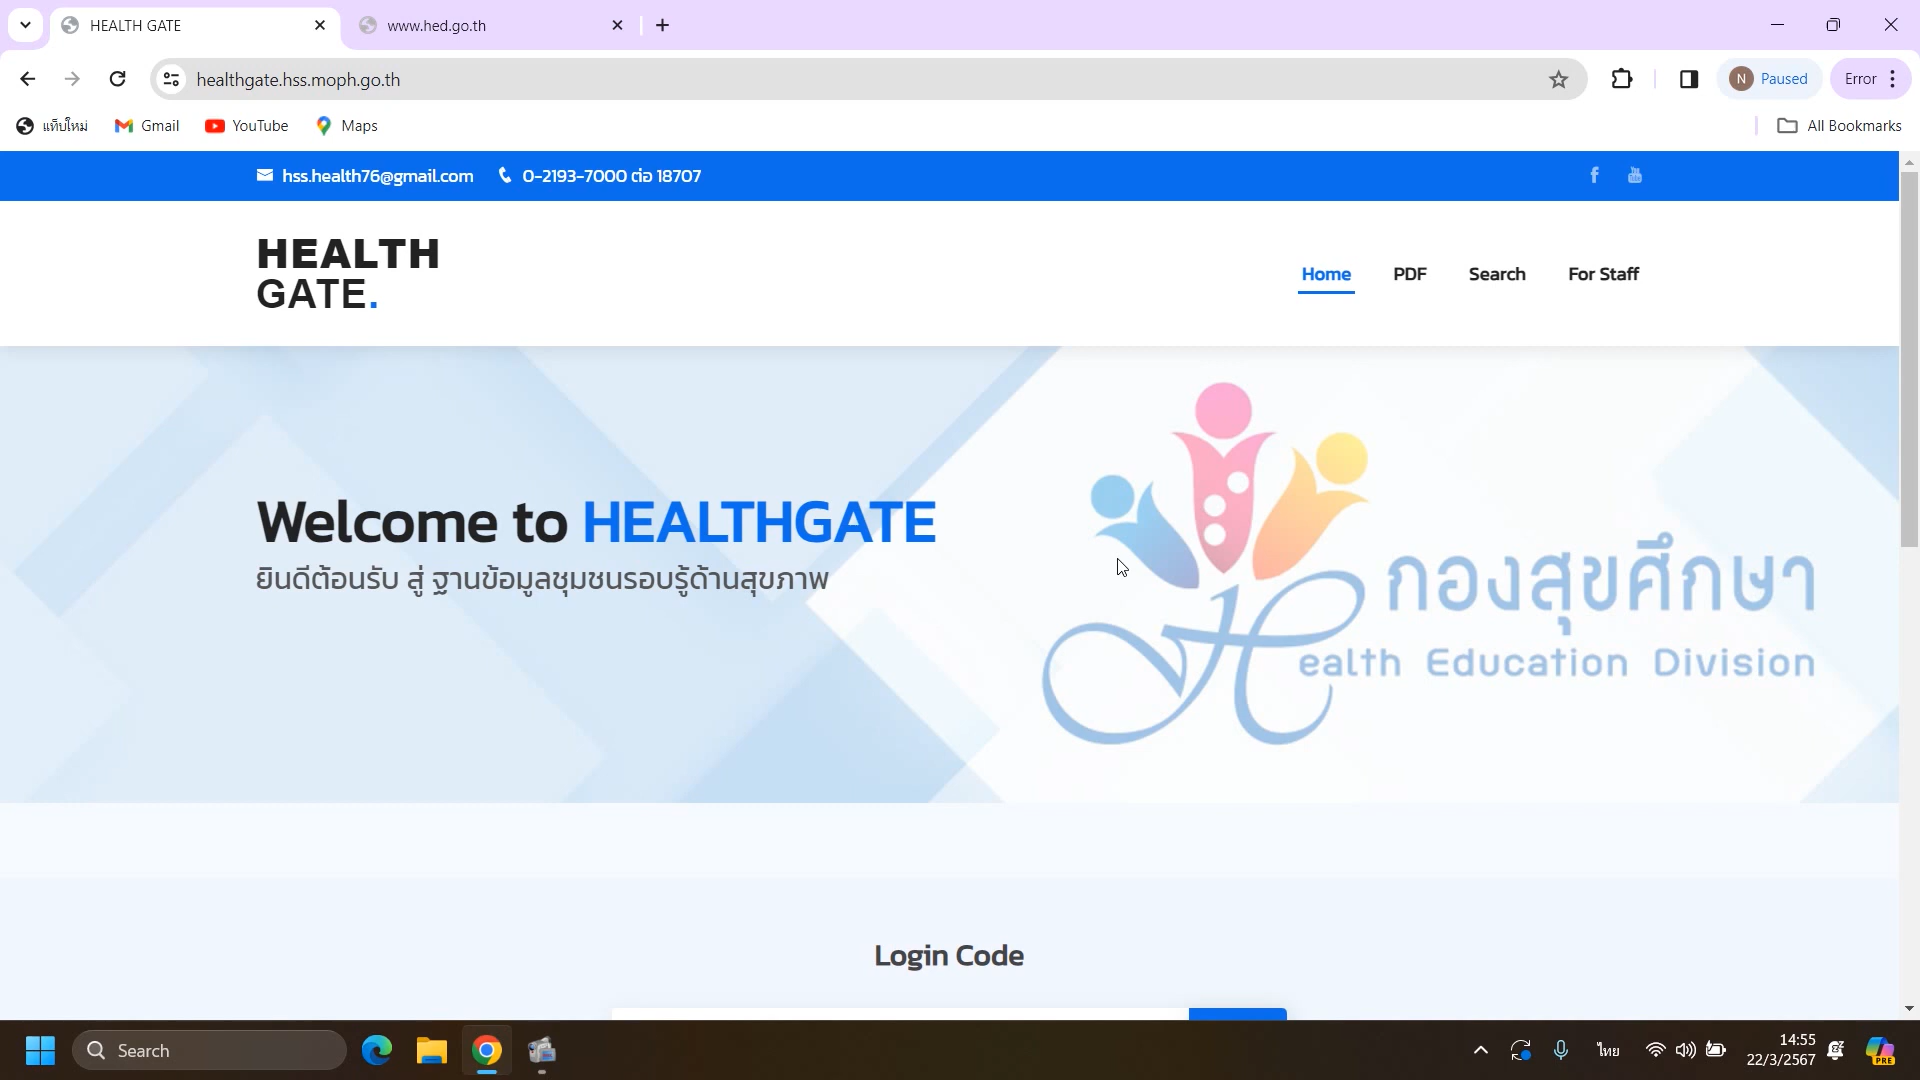 HEALTH GATE
www.hed.go.th
healthgate.hss.moph.go.th
N Paused
Error
แท็บใหม่
Gmail
YouTube
Maps
All Bookmarks
hss.health76@gmail.com
0-2193-7000 ต่อ 18707
HEALTH
GATE.
Home
PDF
Search
For Staff
Welcome to HEALTHGATE
ยินดีต้อนรับ สู่ ฐานข้อมูลชุมชนรอบรู้ด้านสุขภาพ
กองสุขศึกษา
Health Education Division
Login Code
Search
ไทย
14:55
22/3/2567
PRE